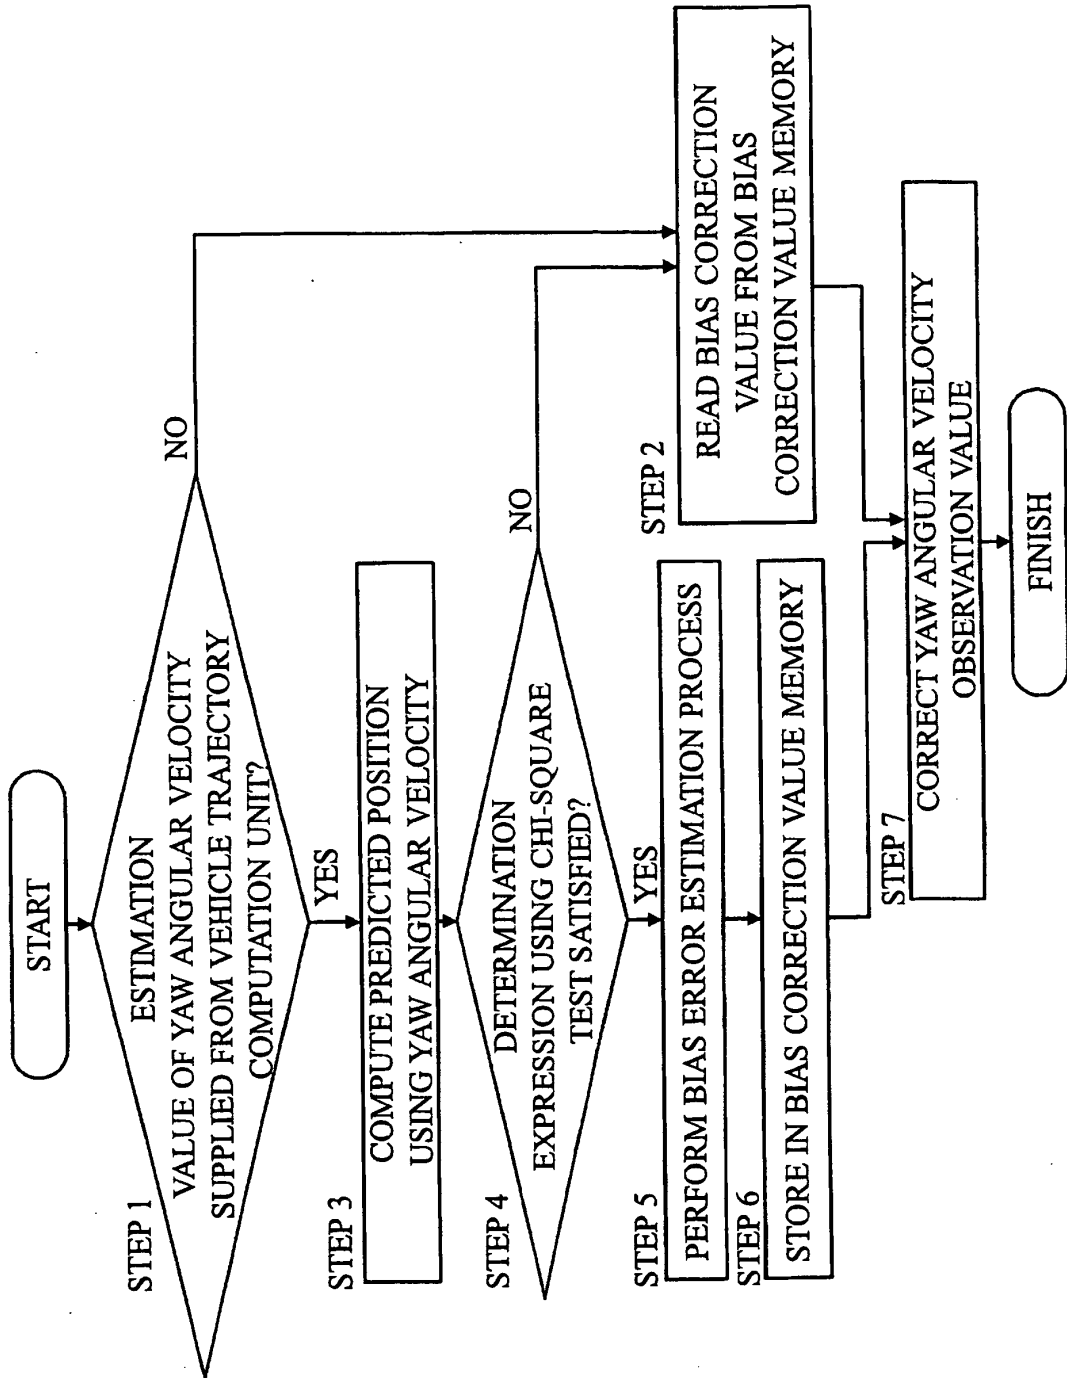 START
STEP 1
ESTIMATION
VALUE OF YAW ANGULAR VELOCITY
SUPPLIED FROM VEHICLE TRAJECTORY
COMPUTATION UNIT?
NO
YES
STEP 3
COMPUTE PREDICTED POSITION
USING YAW ANGULAR VELOCITY
STEP 4
DETERMINATION
EXPRESSION USING CHI-SQUARE
TEST SATISFIED?
NO
YES
STEP 5
PERFORM BIAS ERROR ESTIMATION PROCESS
STEP 2
READ BIAS CORRECTION
VALUE FROM BIAS
CORRECTION VALUE MEMORY
STEP 6
STORE IN BIAS CORRECTION VALUE MEMORY
STEP 7
CORRECT YAW ANGULAR VELOCITY
OBSERVATION VALUE
FINISH